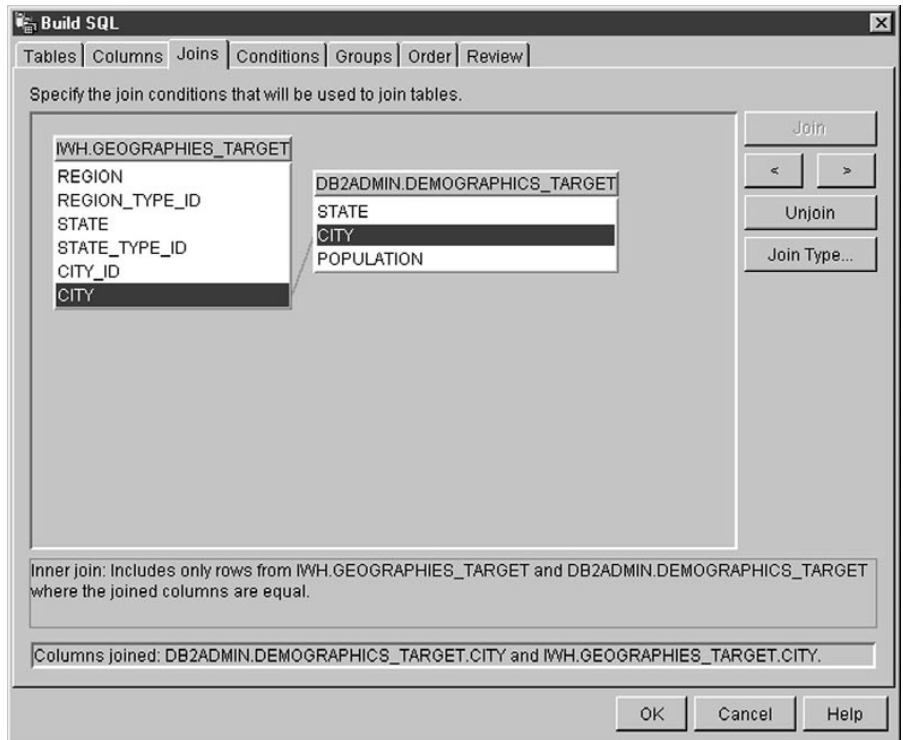 Build SQL
Tables Columns Joins Conditions Groups Order Review
Specify the join conditions that will be used to join tables.
IWH.GEOGRAPHIES_TARGET
REGION
REGION_TYPE_ID
STATE
STATE_TYPE_ID
CITY_ID
CITY
DB2ADMIN.DEMOGRAPHICS_TARGET
STATE
CITY
POPULATION
Join
< >
Unjoin
Join Type...
Inner join: Includes only rows from IWH.GEOGRAPHIES_TARGET and DB2ADMIN.DEMOGRAPHICS_TARGET
where the joined columns are equal.
Columns joined: DB2ADMIN.DEMOGRAPHICS_TARGET.CITY and IWH.GEOGRAPHIES_TARGET.CITY.
OK Cancel Help